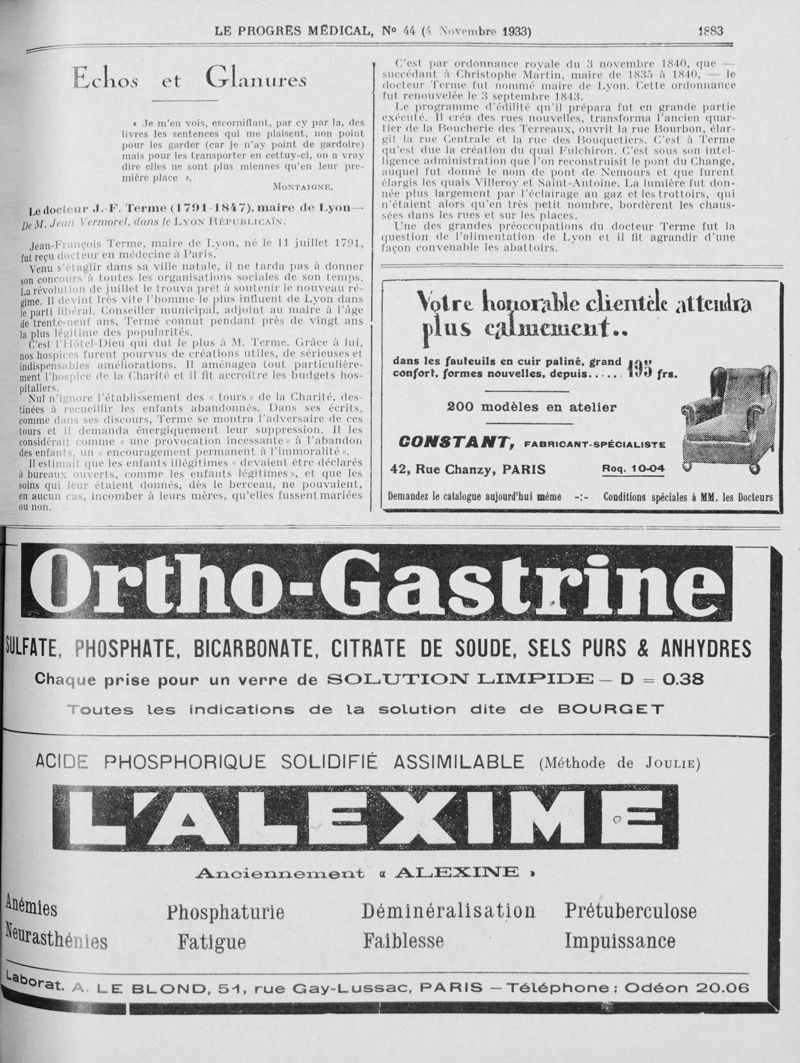 LE PROGRÈS MÉDICAL, N° 44 (4 Novembre 1933)
1883
Echos et Glanures
« Je m'en vois, escorniflant, par cy par la, des
livres les sentences qui me plaisent, non point
pour les garder (car je n'ay point de gardoire)
mais pour les transporter en cettuy-ci, ou a vray
dire elles ne sont plus miennes qu'en leur pre-
mière place ».
MONTAIGNE.
Le docteur J.-F. Terme (1791-1847), maire de Lyon —
De M. Jean Vermorel, dans le LYON RÉPUBLICAIN.
Jean-François Terme, maire de Lyon, né le 11 juillet 1791,
fut reçu docteur en médecine à Paris.
Venu s'établir dans sa ville natale, il ne tarda pas à donner
son concours à toutes les organisations sociales de son temps.
La révolution de juillet le trouva prêt à soutenir le nouveau ré-
gime. Il devint très vite l'homme le plus influent de Lyon dans
le parti libéral. Conseiller municipal, adjoint au maire à l'âge
de trente-neuf ans, Terme connut pendant près de vingt ans
la plus légitime des popularités.
C'est l'Hôtel-Dieu qui dut le plus à M. Terme. Grâce à lui,
nos hospices furent pourvus de créations utiles, de sérieuses et
indispensables améliorations. Il aménagea tout particulière-
ment l'hospice de la Charité et il fit accroître les budgets hos-
pitaliers.
Nul n'ignore l'établissement des « tours » de la Charité, des-
tinées à recueillir les enfants abandonnés. Dans ses écrits,
comme dans ses discours, Terme se montra l'adversaire de ces
tours et il demanda énergiquement leur suppression. Il les
considérait comme « une provocation incessante » à l'abandon
des enfants, un « encouragement permanent à l'immoralité ».
Il estimait que les enfants illégitimes « devaient être déclarés
à bureaux ouverts, comme les enfants légitimes », et que les
soins qui leur étaient donnés, dès le berceau, ne pouvaient,
en aucun cas, incomber à leurs mères, qu'elles fussent mariées
ou non.
C'est par ordonnance royale du 3 novembre 1840, que —
succédant à Christophe Martin, maire de 1835 à 1840, — le
docteur Terme fut nommé maire de Lyon. Cette ordonnance
fut renouvelée le 3 septembre 1843.
Le programme d'édilité qu'il prépara fut en grande partie
exécuté. Il créa des rues nouvelles, transforma l'ancien quar-
tier de la Boucherie des Terreaux, ouvrit la rue Bourbon, élar-
git la rue Centrale et la rue des Bouquetiers. C'est à Terme
qu'est due la création du quai Fulchiron. C'est sous son intel-
ligence administration que l'on reconstruisit le pont du Change,
auquel fut donné le nom de pont de Nemours et que furent
élargis les quais Villeroy et Saint-Antoine. La lumière fut don-
née plus largement par l'éclairage au gaz et les trottoirs, qui
n'étaient alors qu'en très petit nombre, bordèrent les chaus-
sées dans les rues et sur les places.
Une des grandes préoccupations du docteur Terme fut la
question de l'alimentation de Lyon et il fit agrandir d'une
façon convenable les abattoirs.
Votre honorable clientèle attendra
plus calmement..
dans les fauteuils en cuir patiné, grand
confort, formes nouvelles, depuis...... 195 frs.
200 modèles en atelier
CONSTANT, FABRICANT-SPÉCIALISTE
42, Rue Chanzy, PARIS Roq. 10-04
Demandez le catalogue aujourd'hui même -:- Conditions spéciales à MM. les Docteurs
Ortho-Gastrine
SULFATE, PHOSPHATE, BICARBONATE, CITRATE DE SOUDE, SELS PURS & ANHYDRES
Chaque prise pour un verre de SOLUTION LIMPIDE — D = 0.38
Toutes les indications de la solution dite de BOURGET
ACIDE PHOSPHORIQUE SOLIDIFIÉ ASSIMILABLE (Méthode de JOULIE)
L'ALEXIME
Anciennement « ALEXINE »
Anémies Phosphaturie Déminéralisation Prétuberculose
Neurasthénies Fatigue Faiblesse Impuissance
Laborat. A. LE BLOND, 51, rue Gay-Lussac, PARIS — Téléphone : Odéon 20.06